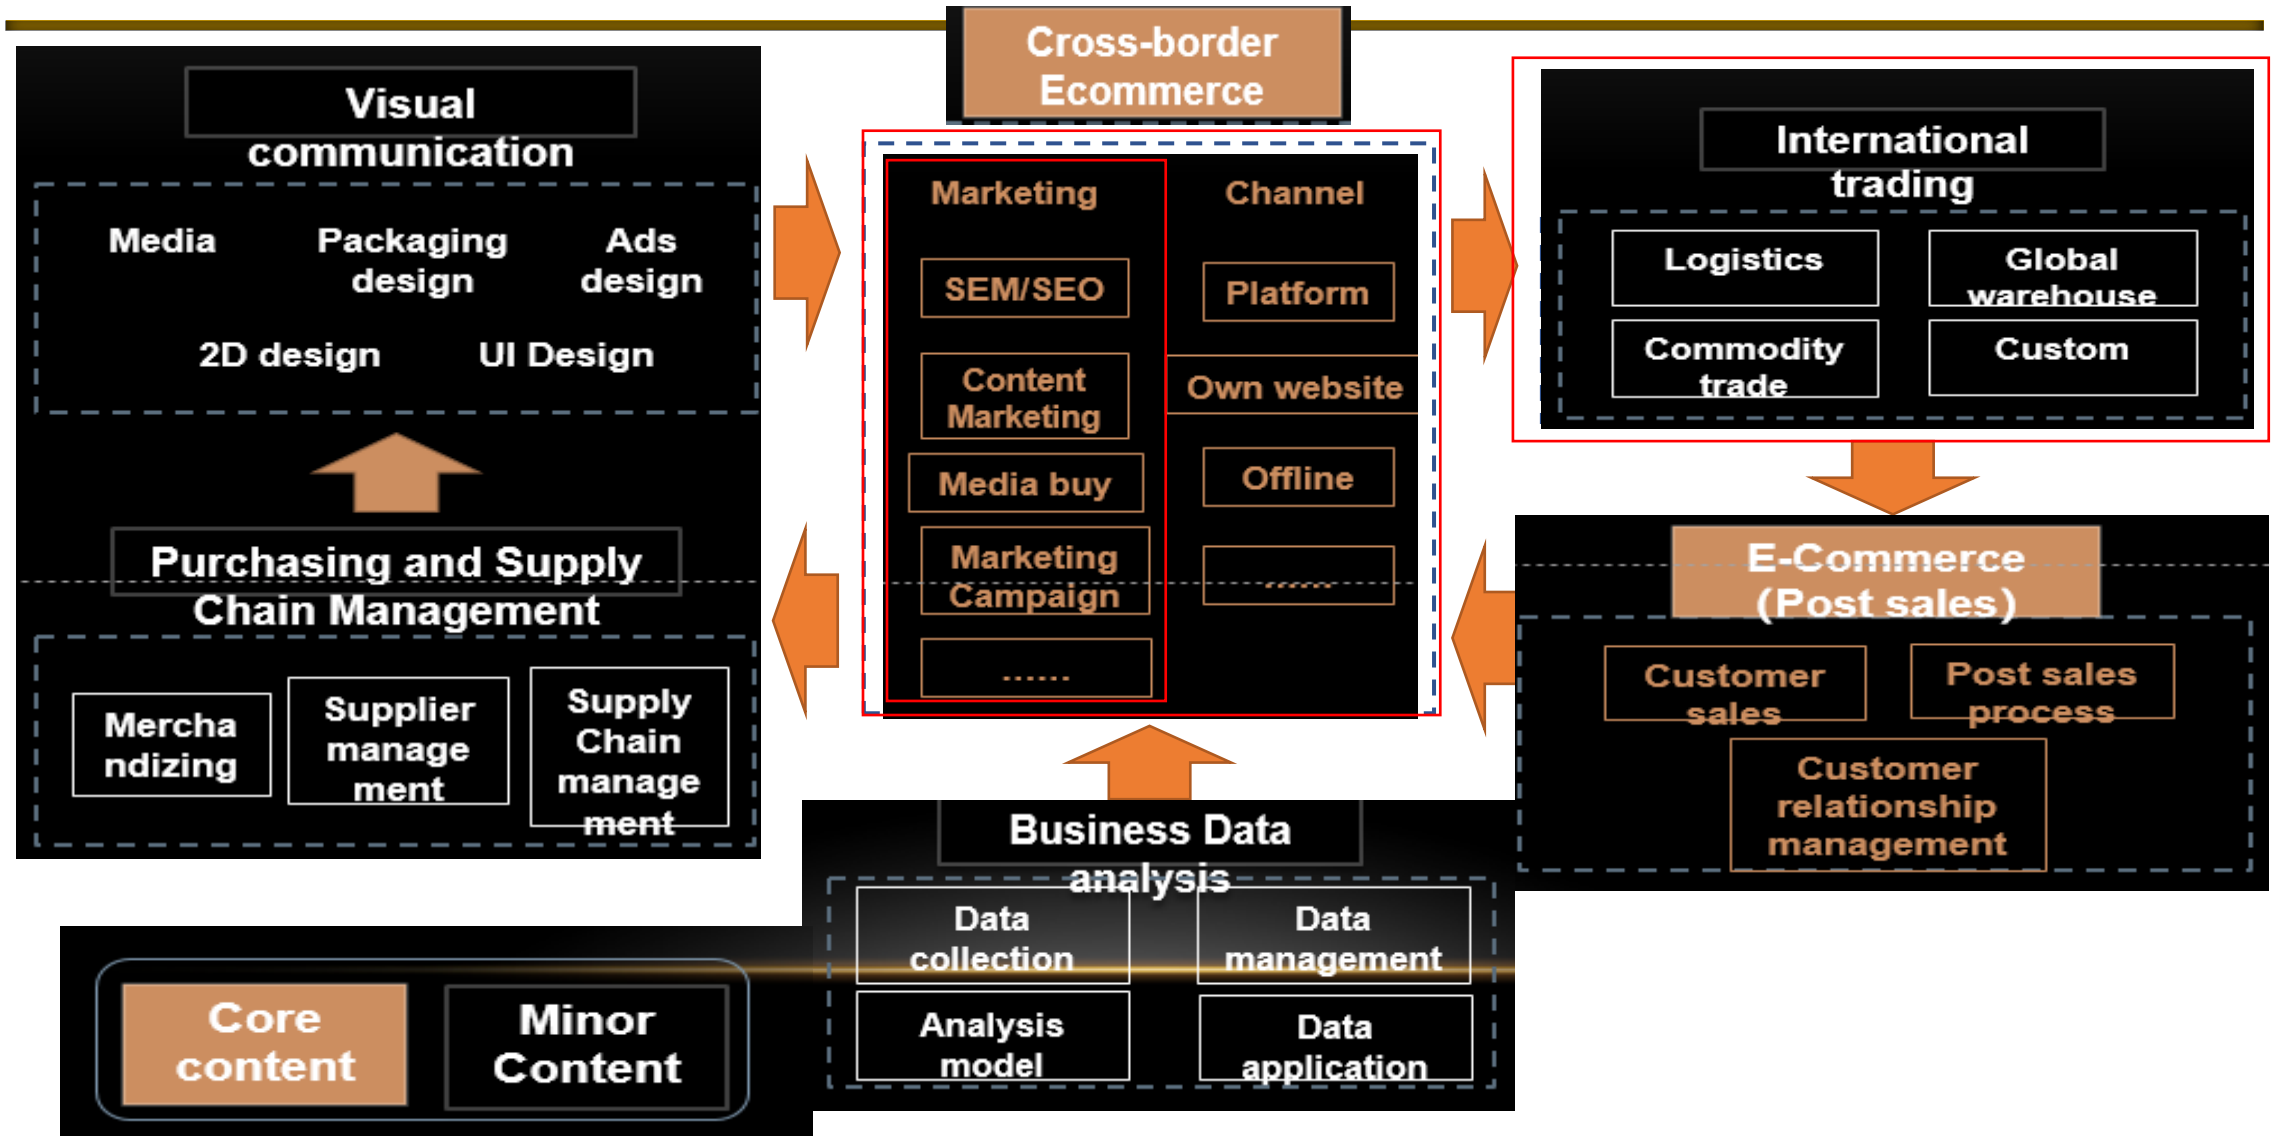 Cross-border
Ecommerce
Visual
communication
Media
Packaging
design
Ads
design
2D design
UI Design
Purchasing and Supply
Chain Management
Mercha
ndizing
Supplier
manage
ment
Supply
Chain
manage
ment
Marketing
SEM/SEO
Content
Marketing
Media buy
Marketing
Campaign
......
Channel
Platform
Own website
Offline
......
International
trading
Logistics
Global
warehouse
Commodity
trade
Custom
E-Commerce
(Post sales)
Customer
sales
Post sales
process
Customer
relationship
management
Business Data
analysis
Data
collection
Data
management
Analysis
model
Data
application
Core
content
Minor
Content